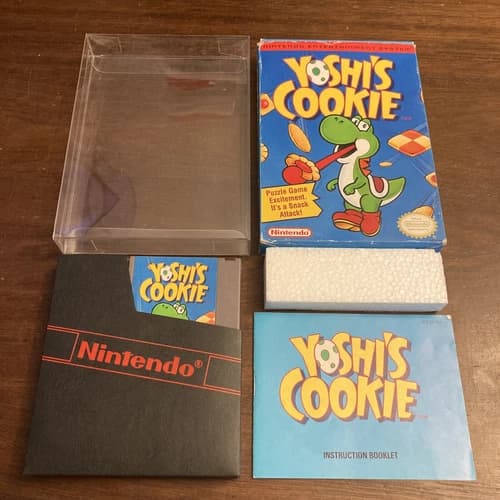 NINTENDO ENTERTAINMENT SYSTEM
YOSHI'S
COOKIE
Puzzle Game
Excitement.
It's a Snack
Attack!
Nintendo
YOSHI'S
COOKIE
Nintendo®
YOSHI'S
COOKIE
INSTRUCTION BOOKLET